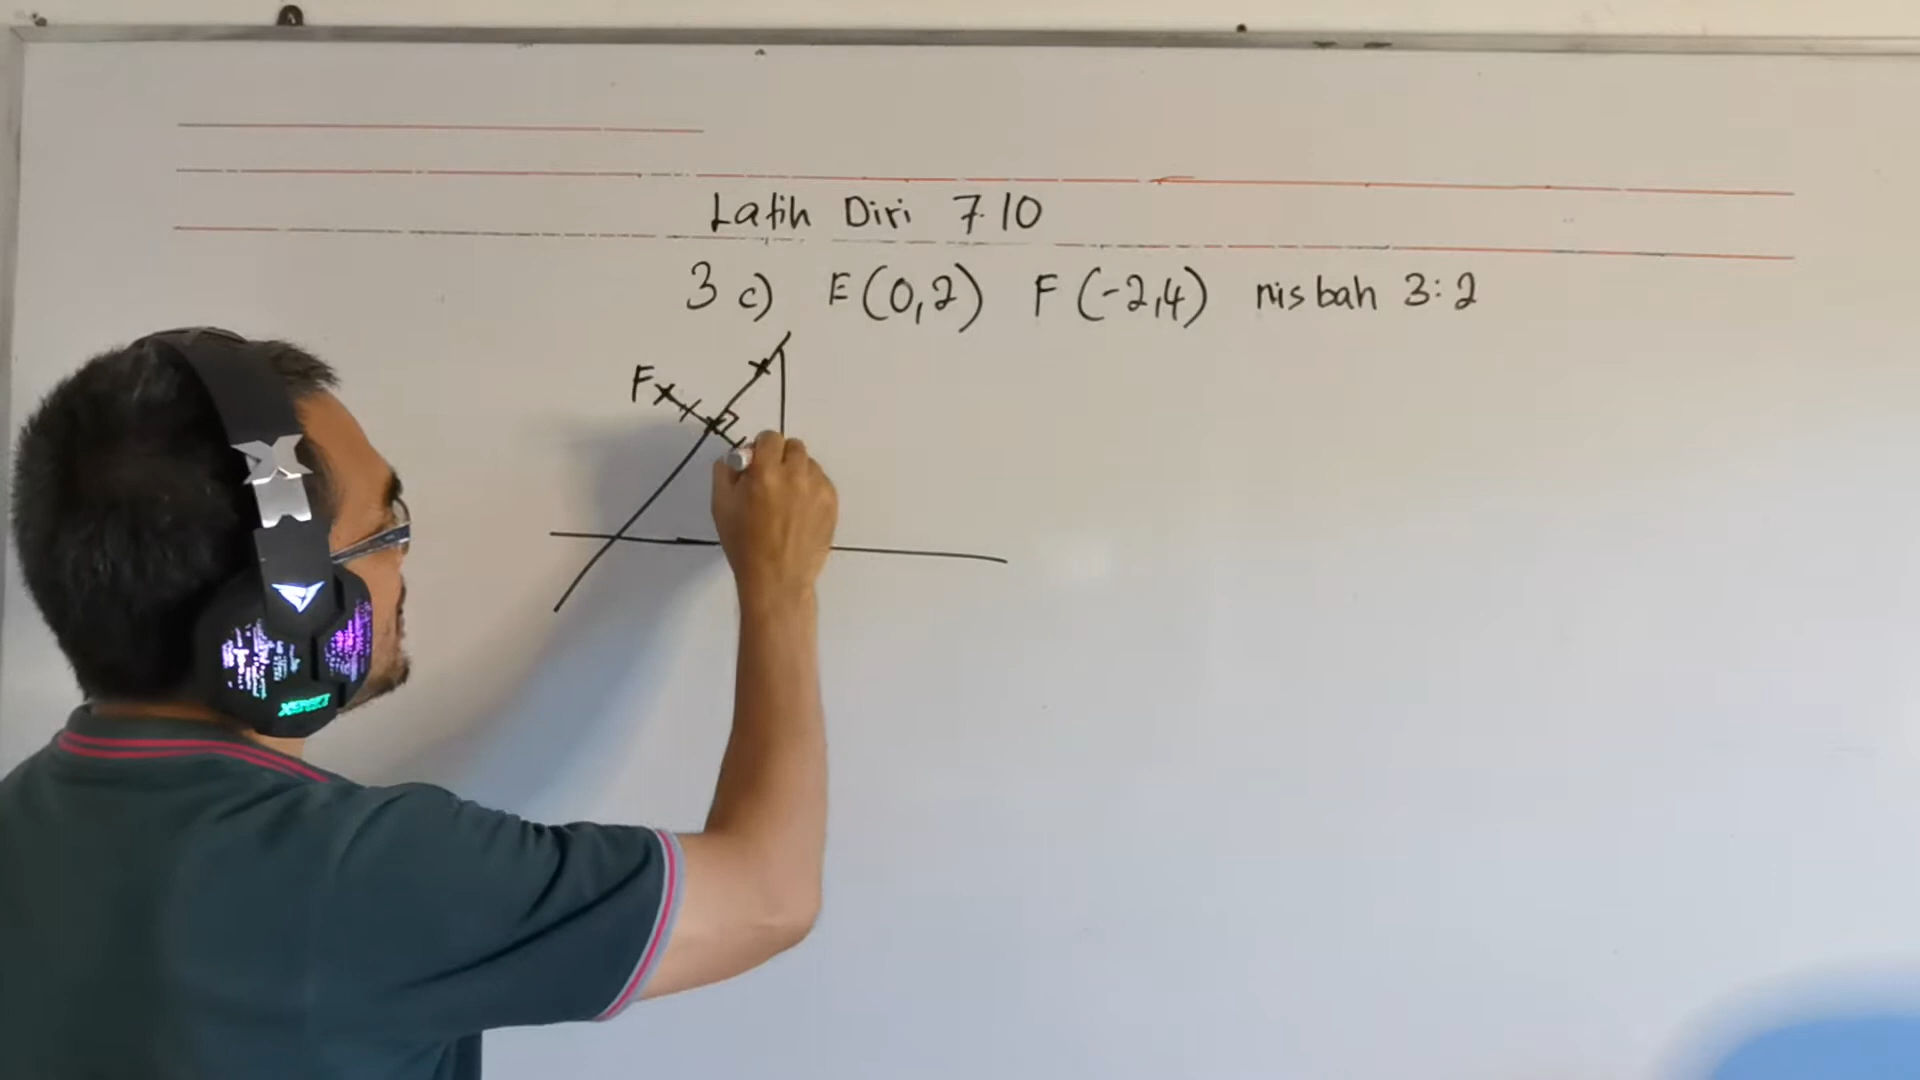 Latih Diri 7.10
3 c) E(0,2) F(-2,4) nisbah 3:2
F